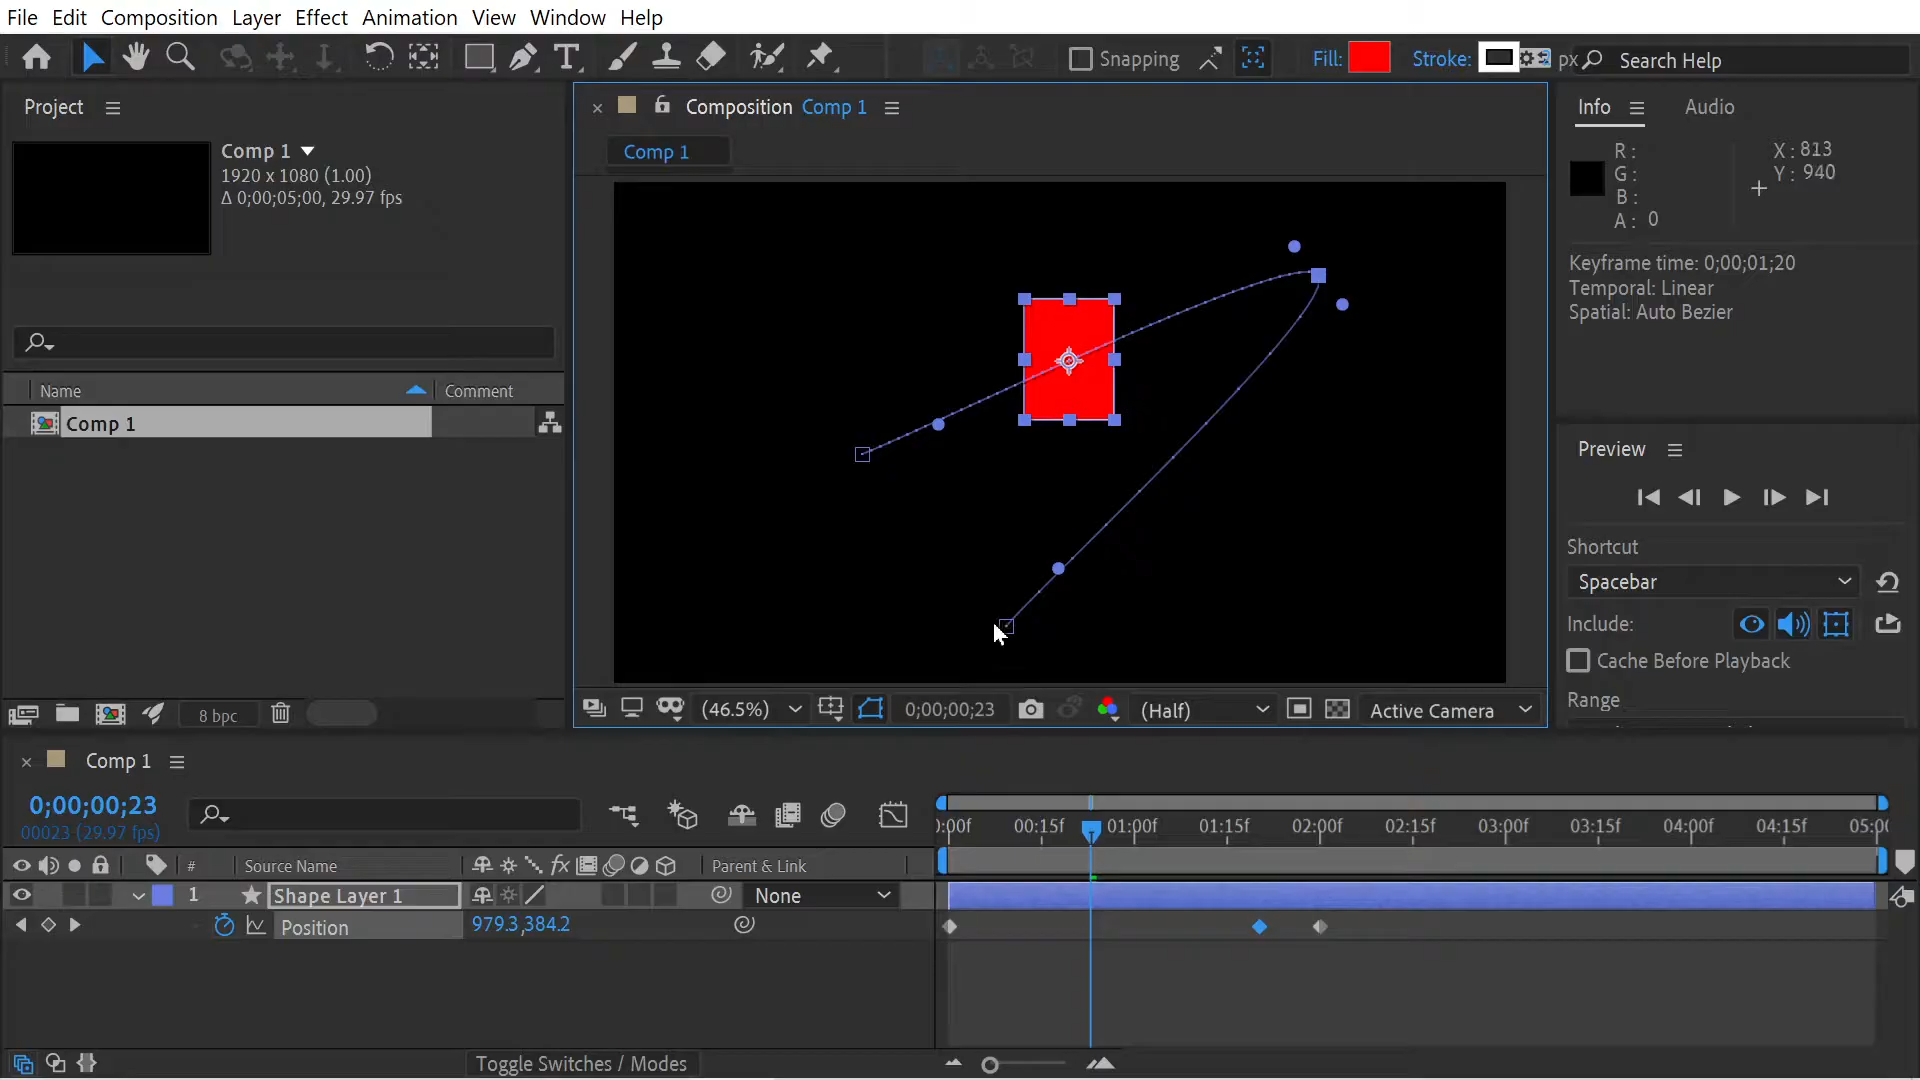 File Edit Composition Layer Effect Animation View Window Help
Snapping Fill: Stroke: px Search Help
Project
Composition Comp 1
Info Audio
Comp 1
1920 x 1080 (1.00)
Δ 0;00;05;00, 29.97 fps
Comp 1
R :
G :
B :
A : 0
X : 813
Y : 940
Keyframe time: 0;00;01;20
Temporal: Linear
Spatial: Auto Bezier
Name Comment
Comp 1
Preview
Shortcut
Spacebar
Include:
Cache Before Playback
Range
8 bpc
(46.5%) 0;00;00;23 (Half) Active Camera
Comp 1
0;00;00;23
00023 (29.97 fps)
):00f 00:15f 01:00f 01:15f 02:00f 02:15f 03:00f 03:15f 04:00f 04:15f 05:0
# Source Name fx Parent & Link
1 Shape Layer 1 None
Position 979.3,384.2
Toggle Switches / Modes